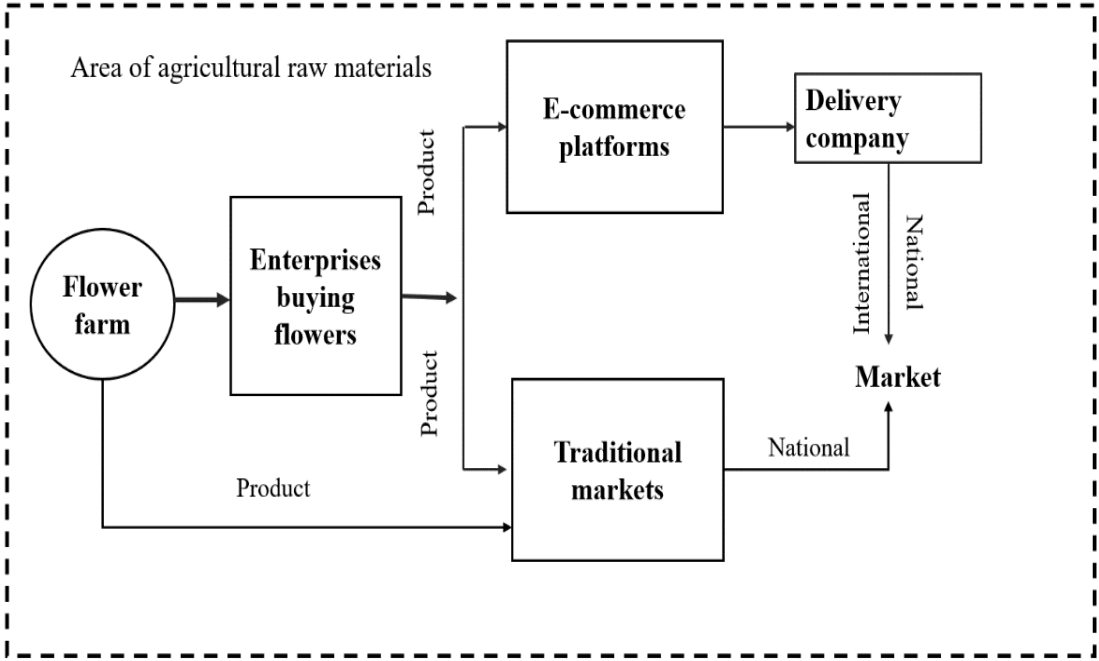 Area of agricultural raw materials
E-commerce
platforms
Delivery
company
Product
International
National
Enterprises
buying
flowers
Flower
farm
Product
Market
Traditional
markets
National
Product